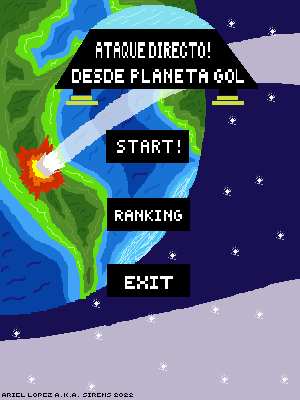 ATAQUE DIRECTO!
DESDE PLANETA GOL
START!
RANKING
EXIT
ARIEL LOPEZ A.K.A. SIRENS 2022